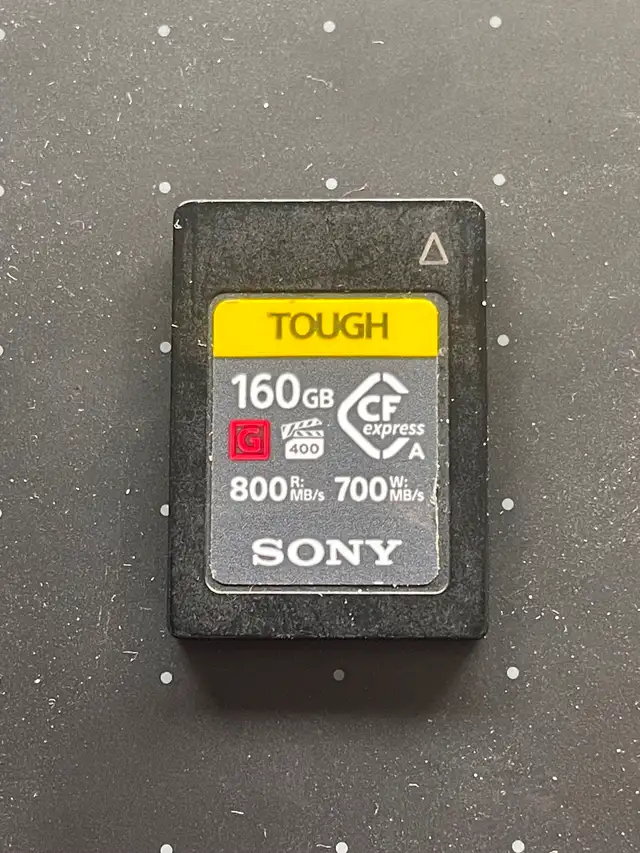 TOUGH
160GB
CF
express
G
400
A
800 R: MB/s 700 W: MB/s
SONY